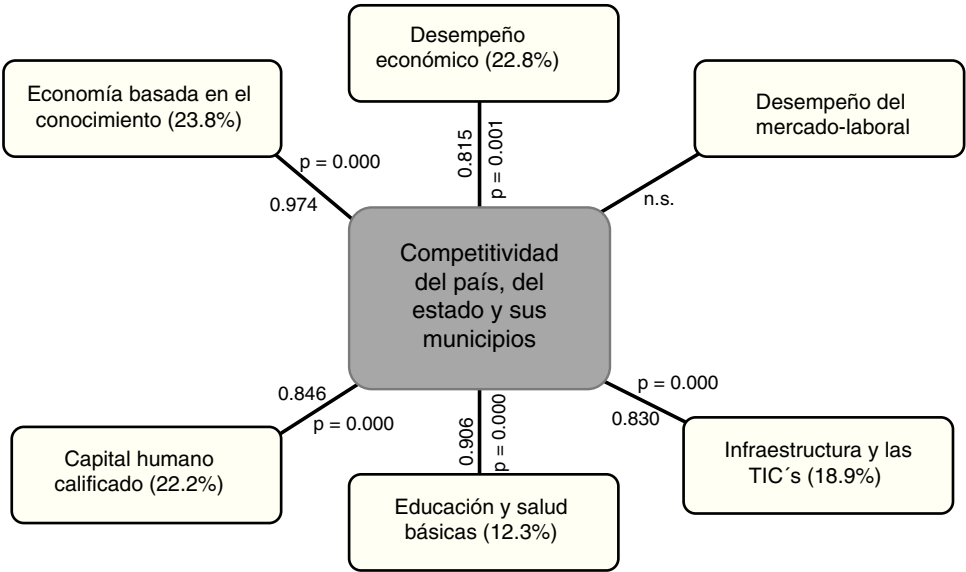 Desempeño
económico (22.8%)
Economía basada en el
conocimiento (23.8%)
Desempeño del
mercado-laboral
p = 0.000
0.974
0.815
p = 0.001
n.s.
Competitividad
del país, del
estado y sus
municipios
0.846
p = 0.000
0.906
p = 0.000
p = 0.000
0.830
Capital humano
calificado (22.2%)
Educación y salud
básicas (12.3%)
Infraestructura y las
TIC´s (18.9%)